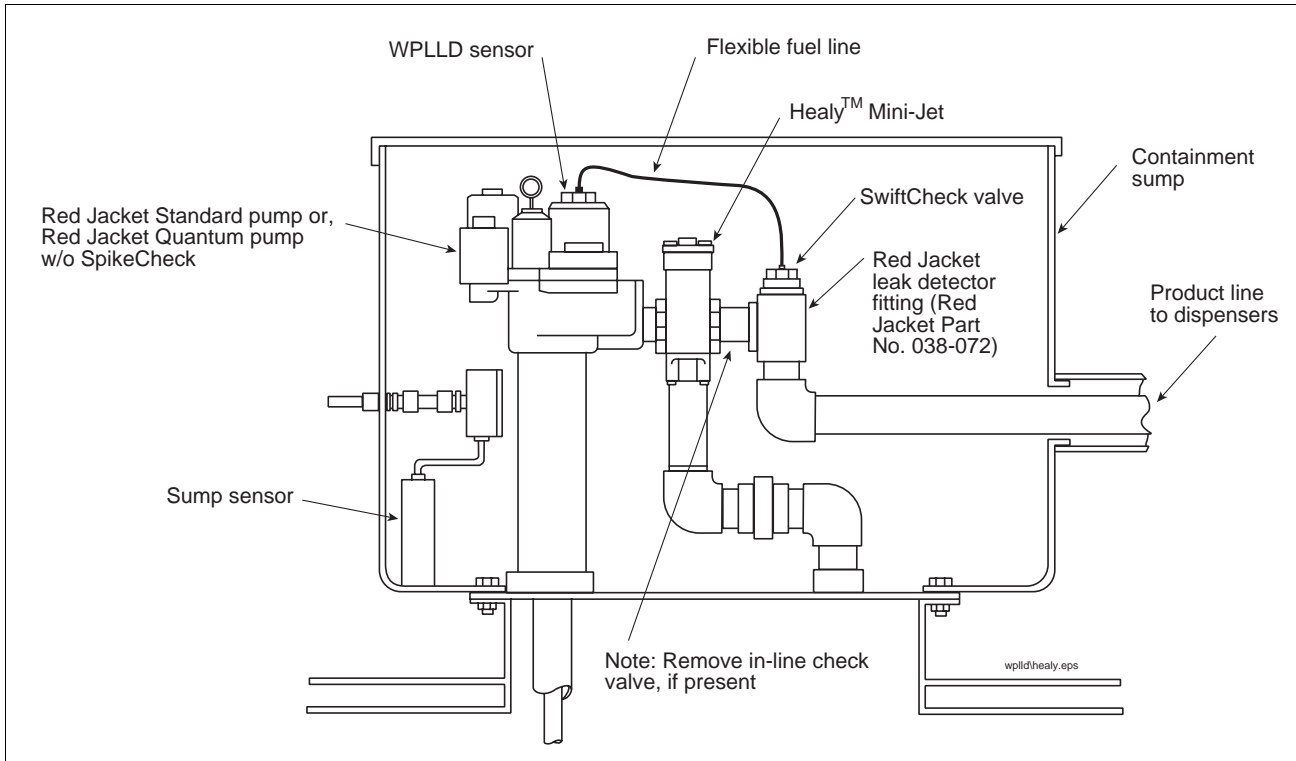 WPLLD sensor
Flexible fuel line
Healy™ Mini-Jet
Containment
sump
SwiftCheck valve
Red Jacket Standard pump or,
Red Jacket Quantum pump
w/o SpikeCheck
Red Jacket
leak detector
fitting (Red
Jacket Part
No. 038-072)
Product line
to dispensers
Sump sensor
Note: Remove in-line check
valve, if present
wplld\healy.eps